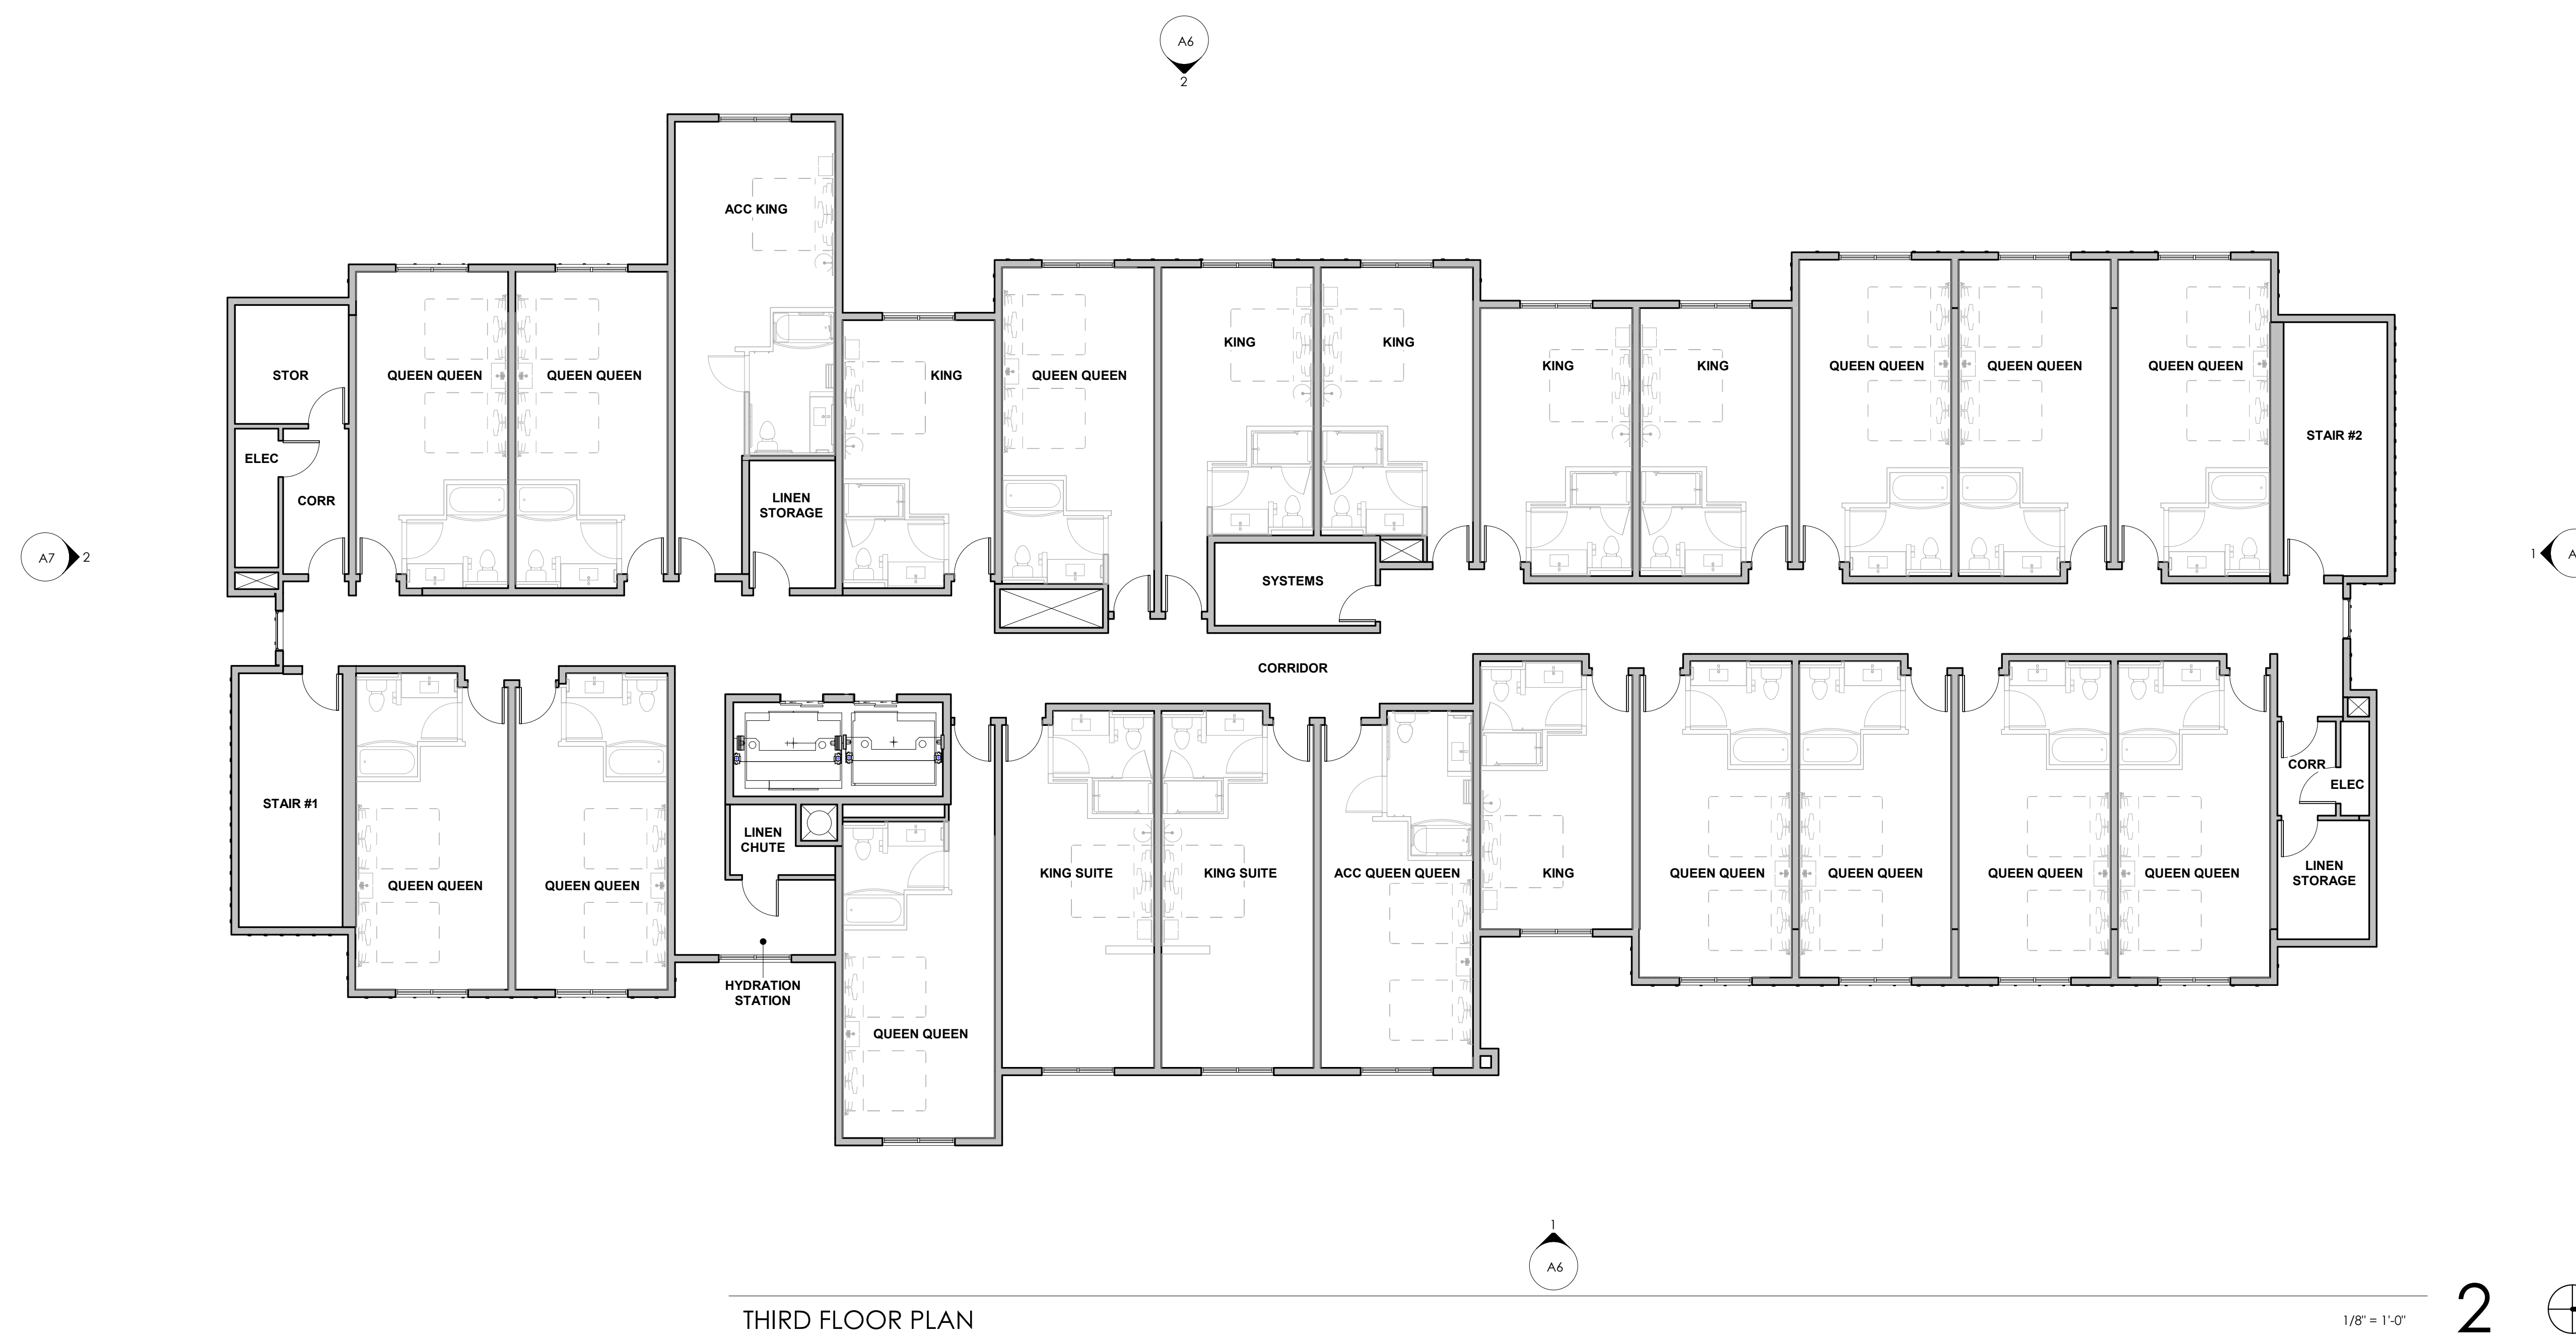 A6
2
ACC KING
STOR
QUEEN QUEEN
QUEEN QUEEN
KING
QUEEN QUEEN
KING
KING
KING
KING
QUEEN QUEEN
QUEEN QUEEN
QUEEN QUEEN
STAIR #2
ELEC
CORR
LINEN
STORAGE
A7
2
1
SYSTEMS
CORRIDOR
STAIR #1
QUEEN QUEEN
QUEEN QUEEN
LINEN
CHUTE
HYDRATION
STATION
QUEEN QUEEN
KING SUITE
KING SUITE
ACC QUEEN QUEEN
KING
QUEEN QUEEN
QUEEN QUEEN
QUEEN QUEEN
QUEEN QUEEN
CORR
ELEC
LINEN
STORAGE
1
A6
THIRD FLOOR PLAN
1/8" = 1'-0"
2